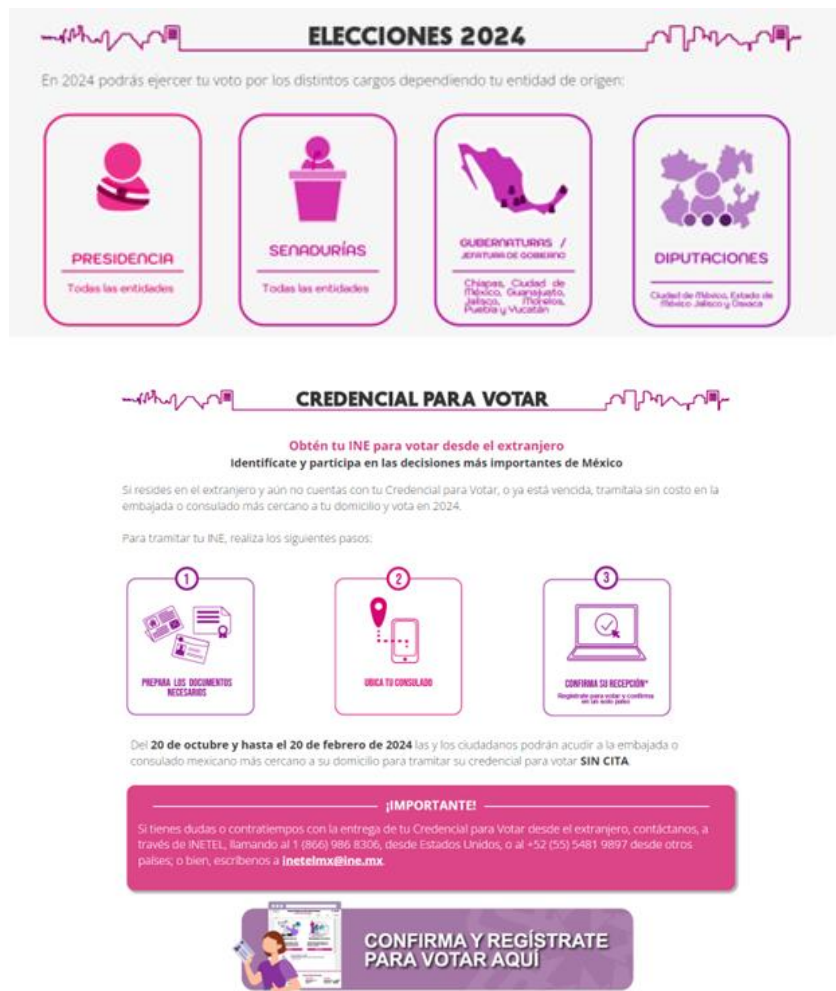 ELECCIONES 2024
En 2024 podrás ejercer tu voto por los distintos cargos dependiendo tu entidad de origen:
PRESIDENCIA
Todas las entidades
SENADURÍAS
Todas las entidades
GUBERNATURAS /
JEFATURA DE GOBIERNO
Chiapas, Ciudad de
México, Guanajuato,
Jalisco, Morelos,
Puebla y Yucatán
DIPUTACIONES
Ciudad de México, Estado de
México Jalisco y Oaxaca
CREDENCIAL PARA VOTAR
Obtén tu INE para votar desde el extranjero
Identifícate y participa en las decisiones más importantes de México
Si resides en el extranjero y aún no cuentas con tu Credencial para Votar, o ya está vencida, tramítala sin costo en la
embajada o consulado más cercano a tu domicilio y vota en 2024.
Para tramitar tu INE, realiza los siguientes pasos:
1
PREPARA LOS DOCUMENTOS
NECESARIOS
2
UBICA TU CONSULADO
3
CONFIRMA SU RECEPCIÓN*
Regístrate para votar y confirma
en un solo paso
Del 20 de octubre y hasta el 20 de febrero de 2024 las y los ciudadanos podrán acudir a la embajada o
consulado mexicano más cercano a su domicilio para tramitar su credencial para votar SIN CITA.
¡IMPORTANTE!
Si tienes dudas o contratiempos con la entrega de tu Credencial para Votar desde el extranjero, contáctanos, a
través de INETEL, llamando al 1 (866) 986 8306, desde Estados Unidos, o al +52 (55) 5481 9897 desde otros
países; o bien, escríbenos a inetelmx@ine.mx.
CONFIRMA Y REGÍSTRATE
PARA VOTAR AQUÍ